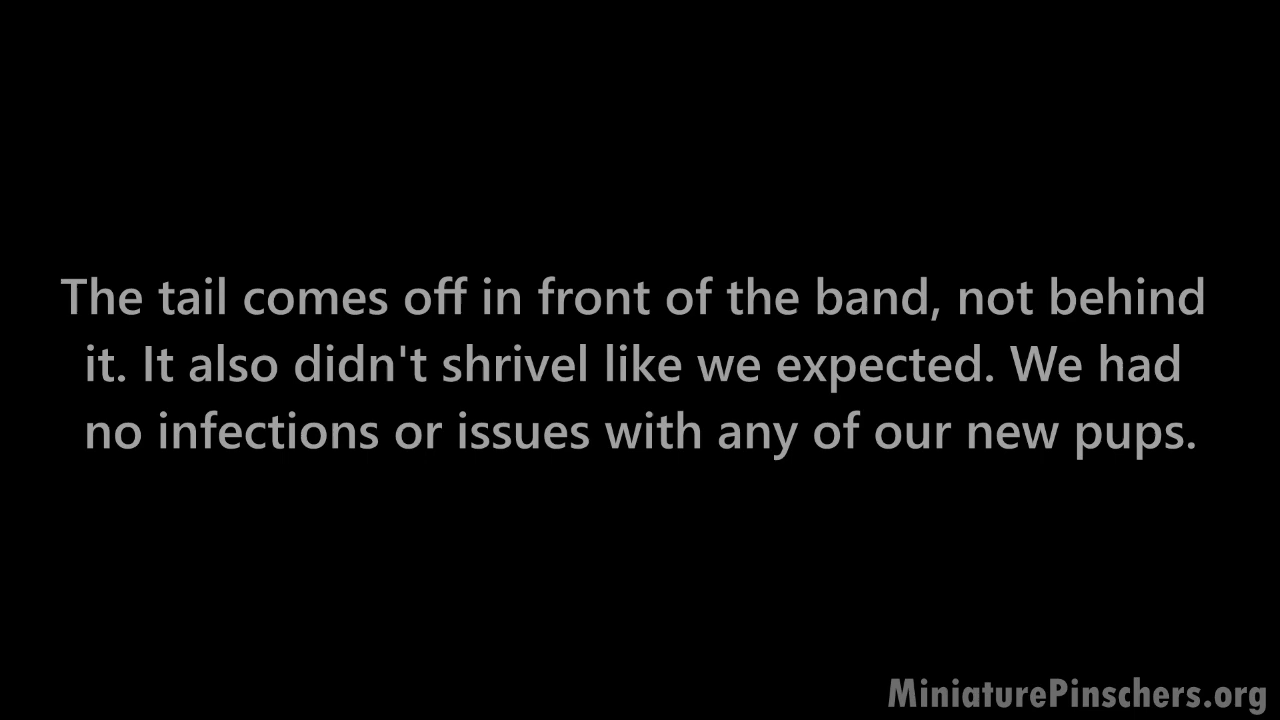 The tail comes off in front of the band, not behind
it. It also didn't shrivel like we expected. We had
no infections or issues with any of our new pups.
MiniaturePinschers.org